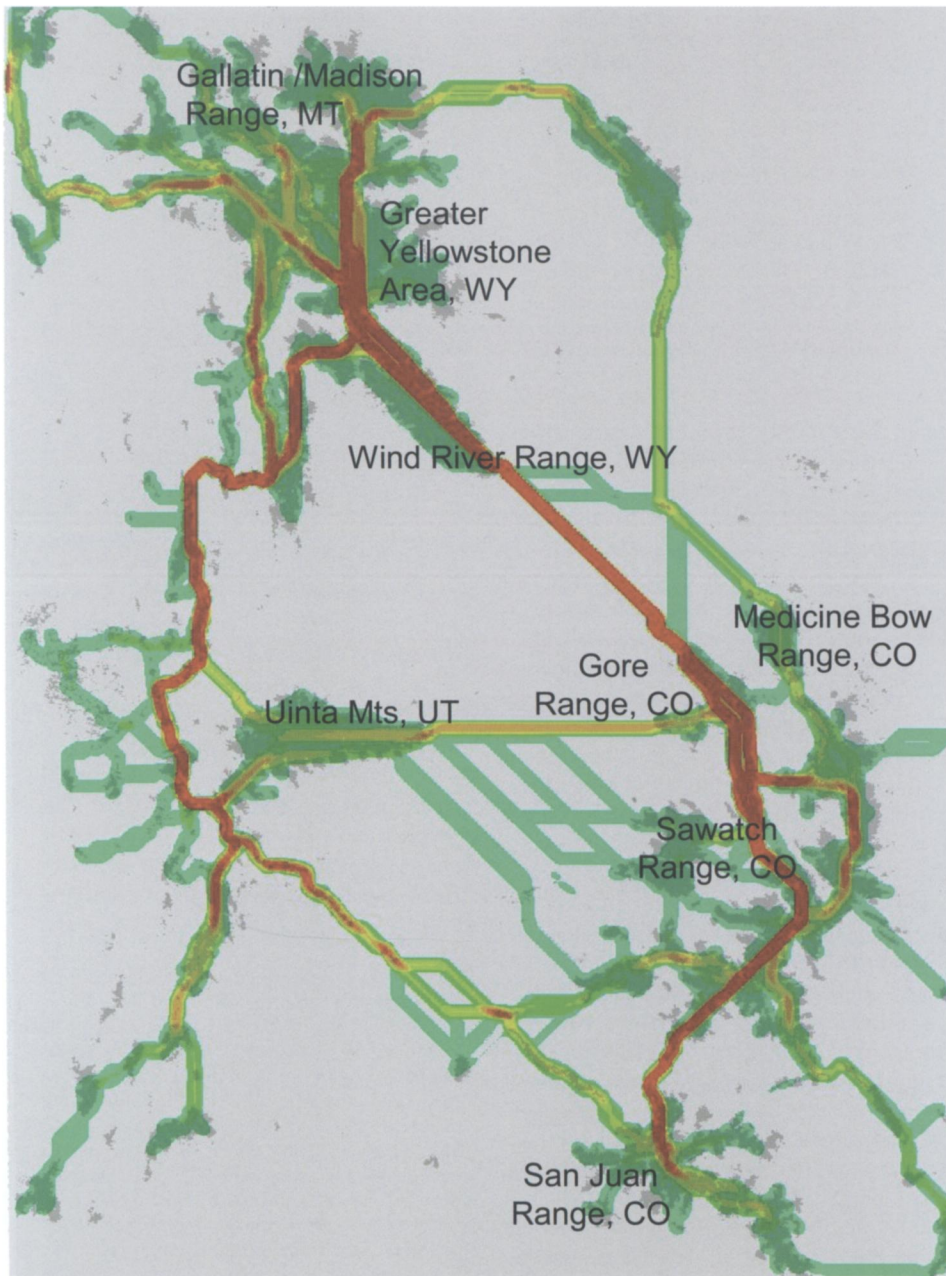 Gallatin /Madison
Range, MT
Greater
Yellowstone
Area, WY
Wind River Range, WY
Medicine Bow
Range, CO
Gore
Range, CO
Uinta Mts, UT
Sawatch
Range, CO
San Juan
Range, CO